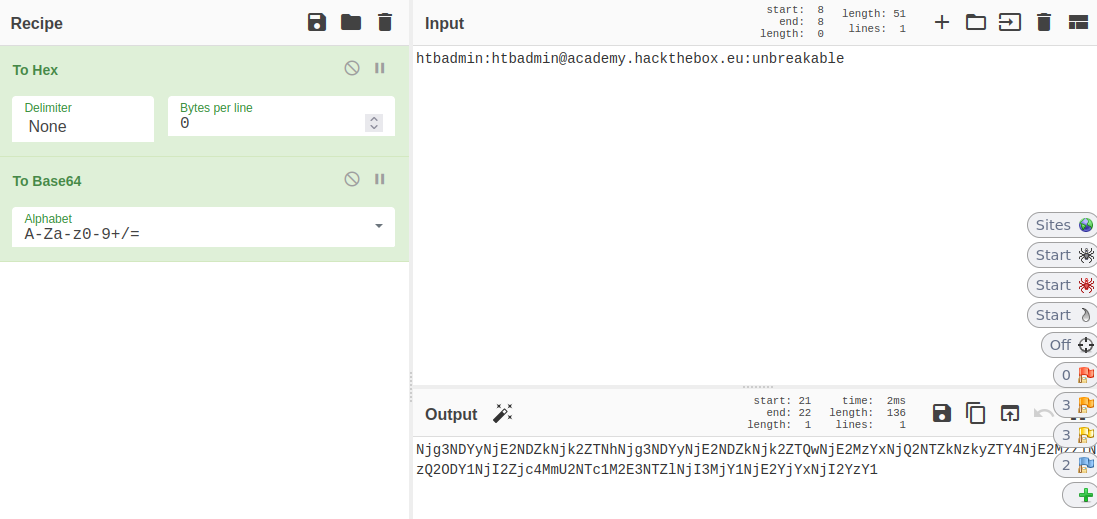 Recipe
To Hex
Delimiter
None
Bytes per line
0
To Base64
Alphabet
A-Za-z0-9+/=
Input
start: 8
end: 8
length: 0
length: 51
lines: 1
htbadmin:htbadmin@academy.hackthebox.eu:unbreakable
Sites
Start
Start
Start
Off
0
3
3
2
Output
start: 21
end: 22
length: 1
time: 2ms
length: 136
lines: 1
Njg3NDYyNjE2NDZkNjk2ZTNhNjg3NDYyNjE2NDZkNjk2ZTQwNjE2MzYxNjQ2NTZkNzkyZTY4NjE2M
zQ2ODY1NjI2Zjc4MmU2NTc1M2E3NTZlNjI3MjY1NjE2YjYxNjI2YzY1